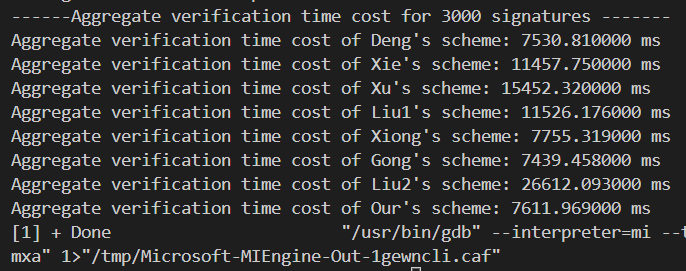 ------Aggregate verification time cost for 3000 signatures -------
Aggregate verification time cost of Deng's scheme: 7530.810000 ms
Aggregate verification time cost of Xie's scheme: 11457.750000 ms
Aggregate verification time cost of Xu's scheme: 15452.320000 ms
Aggregate verification time cost of Liu1's scheme: 11526.176000 ms
Aggregate verification time cost of Xiong's scheme: 7755.319000 ms
Aggregate verification time cost of Gong's scheme: 7439.458000 ms
Aggregate verification time cost of Liu2's scheme: 26612.093000 ms
Aggregate verification time cost of Our's scheme: 7611.969000 ms
[1] + Done                       "/usr/bin/gdb" --interpreter=mi --t
mxa" 1>"/tmp/Microsoft-MIEngine-Out-1gewncli.caf"